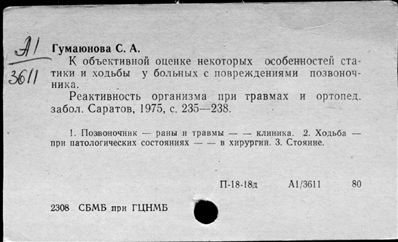 А1
3611
Гумаюнова С. А.
К объективной оценке некоторых особенностей ста-
тики и ходьбы у больных с повреждениями позвоноч-
ника.
Реактивность организма при травмах и ортопед.
забол. Саратов, 1975, с. 235—238.
1. Позвоночник — раны и травмы — — клиника. 2. Ходьба —
при патологических состояниях — — в хирургии. 3. Стояние.
П-18-18д А1/3611 80
2308 СБМБ при ГЦНМБ